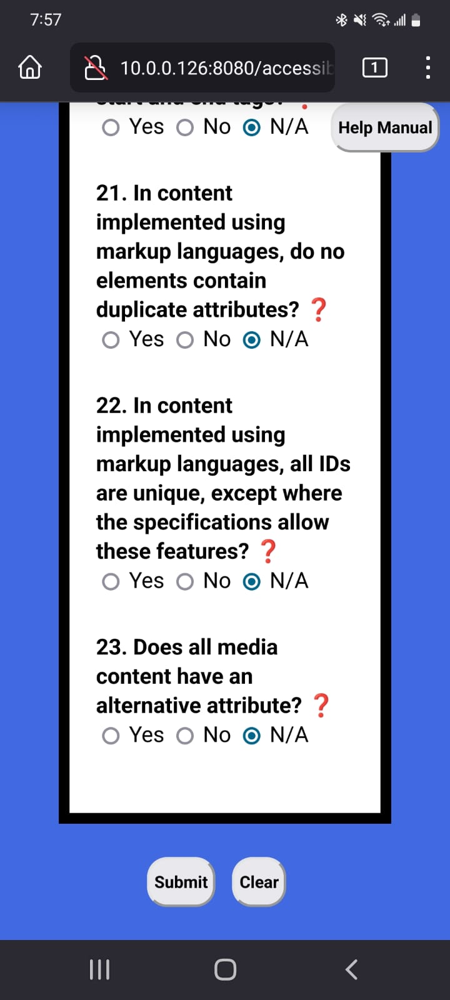 7:57
10.0.0.126:8080/accessib
1
Yes No N/A
Help Manual
21. In content
implemented using
markup languages, do no
elements contain
duplicate attributes? ❓
Yes No N/A
22. In content
implemented using
markup languages, all IDs
are unique, except where
the specifications allow
these features? ❓
Yes No N/A
23. Does all media
content have an
alternative attribute? ❓
Yes No N/A
Submit Clear